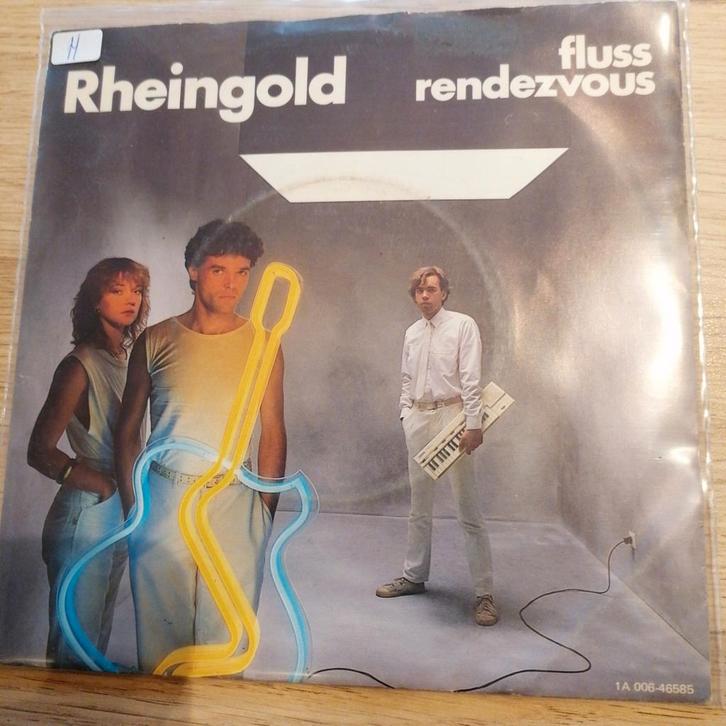 H
Rheingold
fluss
rendezvous
1A 006-46585